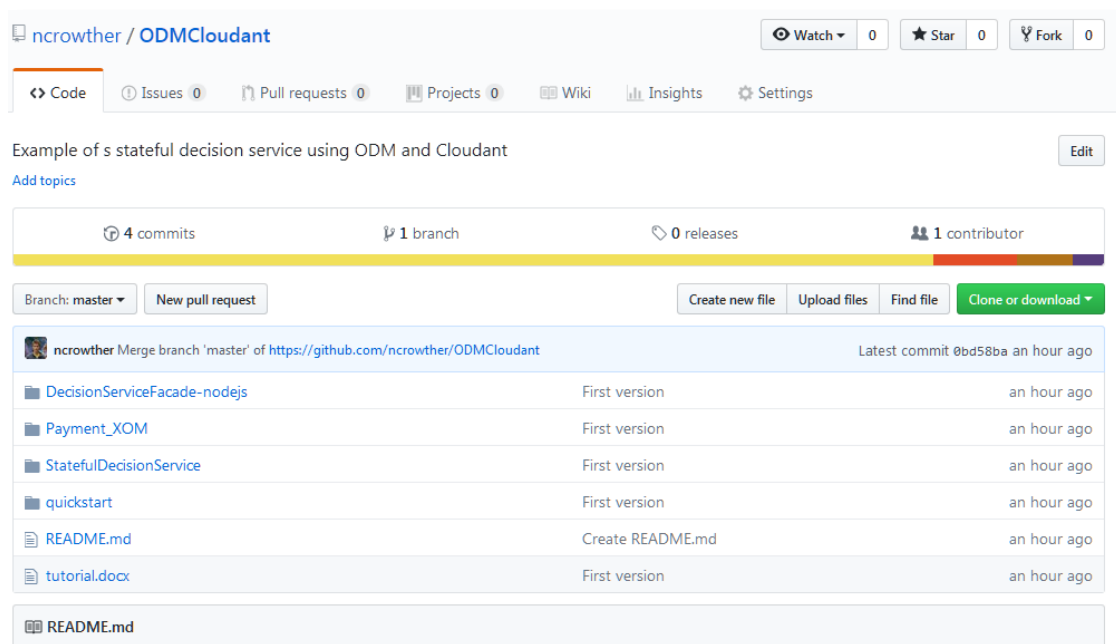 ncrowther / ODMCloudant Watch 0 Star 0 Fork 0
Code Issues 0 Pull requests 0 Projects 0 Wiki Insights Settings
Example of s stateful decision service using ODM and Cloudant Edit
Add topics
4 commits 1 branch 0 releases 1 contributor
Branch: master New pull request Create new file Upload files Find file Clone or download
ncrowther Merge branch 'master' of https://github.com/ncrowther/ODMCloudant Latest commit 0bd58ba an hour ago
DecisionServiceFacade-nodejs First version an hour ago
Payment_XOM First version an hour ago
StatefulDecisionService First version an hour ago
quickstart First version an hour ago
README.md Create README.md an hour ago
tutorial.docx First version an hour ago
README.md